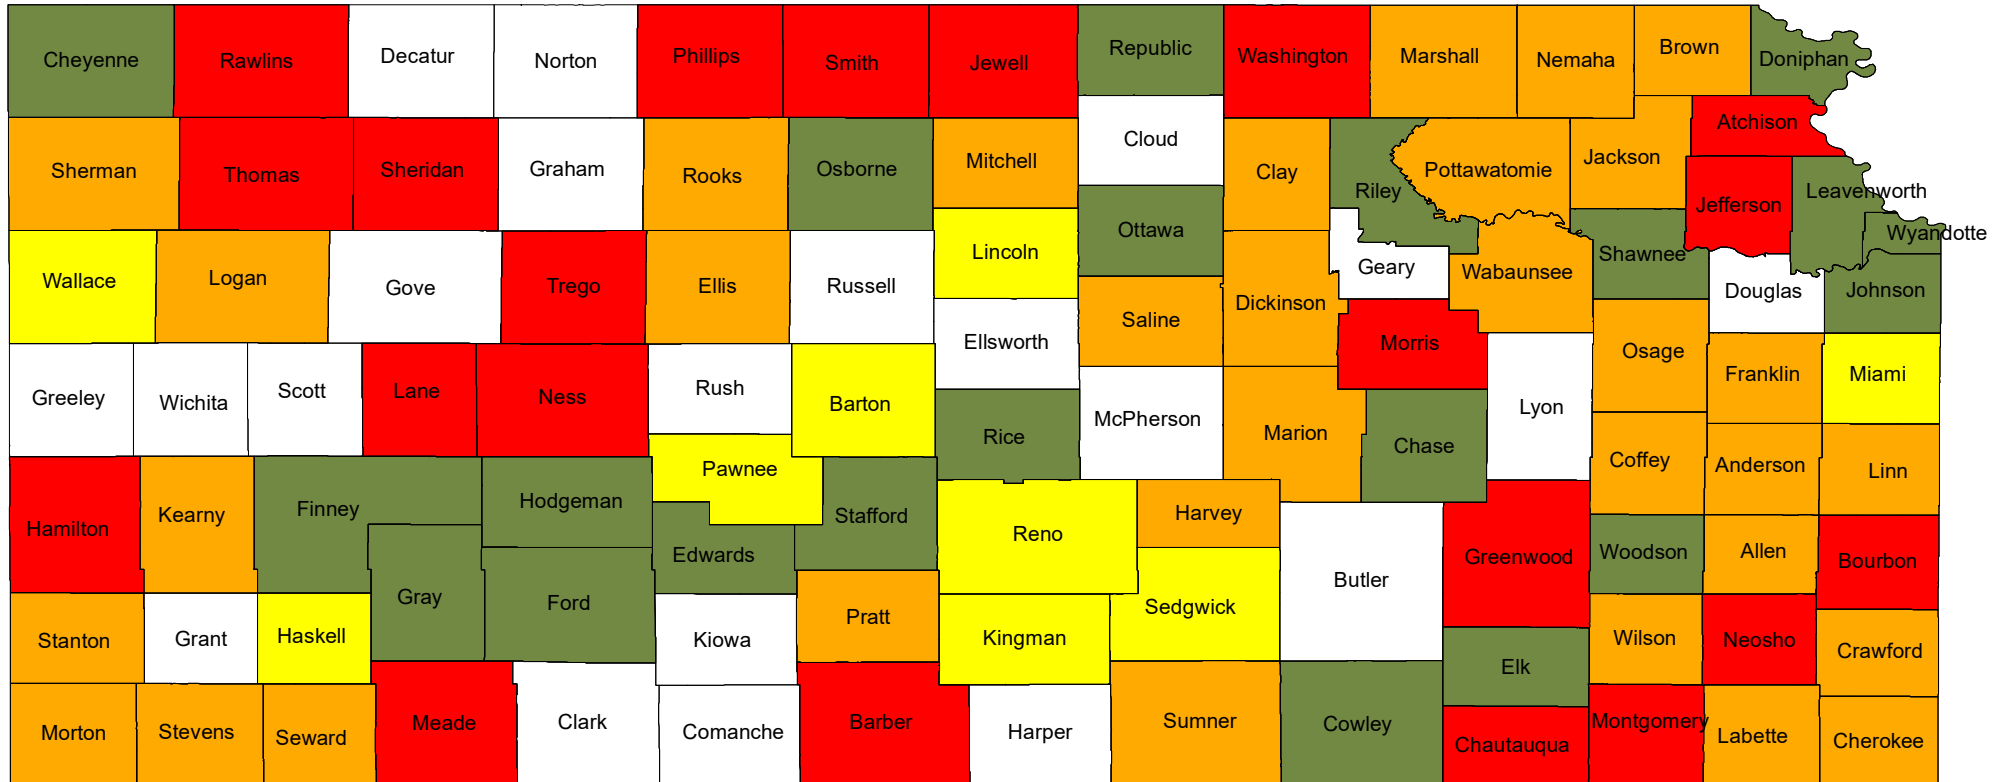 Cheyenne
Rawlins
Decatur
Norton
Phillips
Smith
Jewell
Republic
Washington
Marshall
Nemaha
Brown
Doniphan
Sherman
Thomas
Sheridan
Graham
Rooks
Osborne
Mitchell
Cloud
Clay
Riley
Pottawatomie
Jackson
Atchison
Jefferson
Leavenworth
Wyandotte
Wallace
Logan
Gove
Trego
Ellis
Russell
Lincoln
Ottawa
Saline
Dickinson
Geary
Wabaunsee
Shawnee
Douglas
Johnson
Greeley
Wichita
Scott
Lane
Ness
Rush
Barton
Ellsworth
Rice
McPherson
Marion
Morris
Chase
Lyon
Osage
Franklin
Miami
Coffey
Anderson
Linn
Hamilton
Kearny
Finney
Hodgeman
Pawnee
Stafford
Edwards
Gray
Ford
Reno
Harvey
Sedgwick
Butler
Greenwood
Woodson
Allen
Bourbon
Stanton
Grant
Haskell
Kiowa
Pratt
Kingman
Elk
Wilson
Neosho
Crawford
Morton
Stevens
Seward
Meade
Clark
Comanche
Barber
Harper
Sumner
Cowley
Chautauqua
Montgomery
Labette
Cherokee